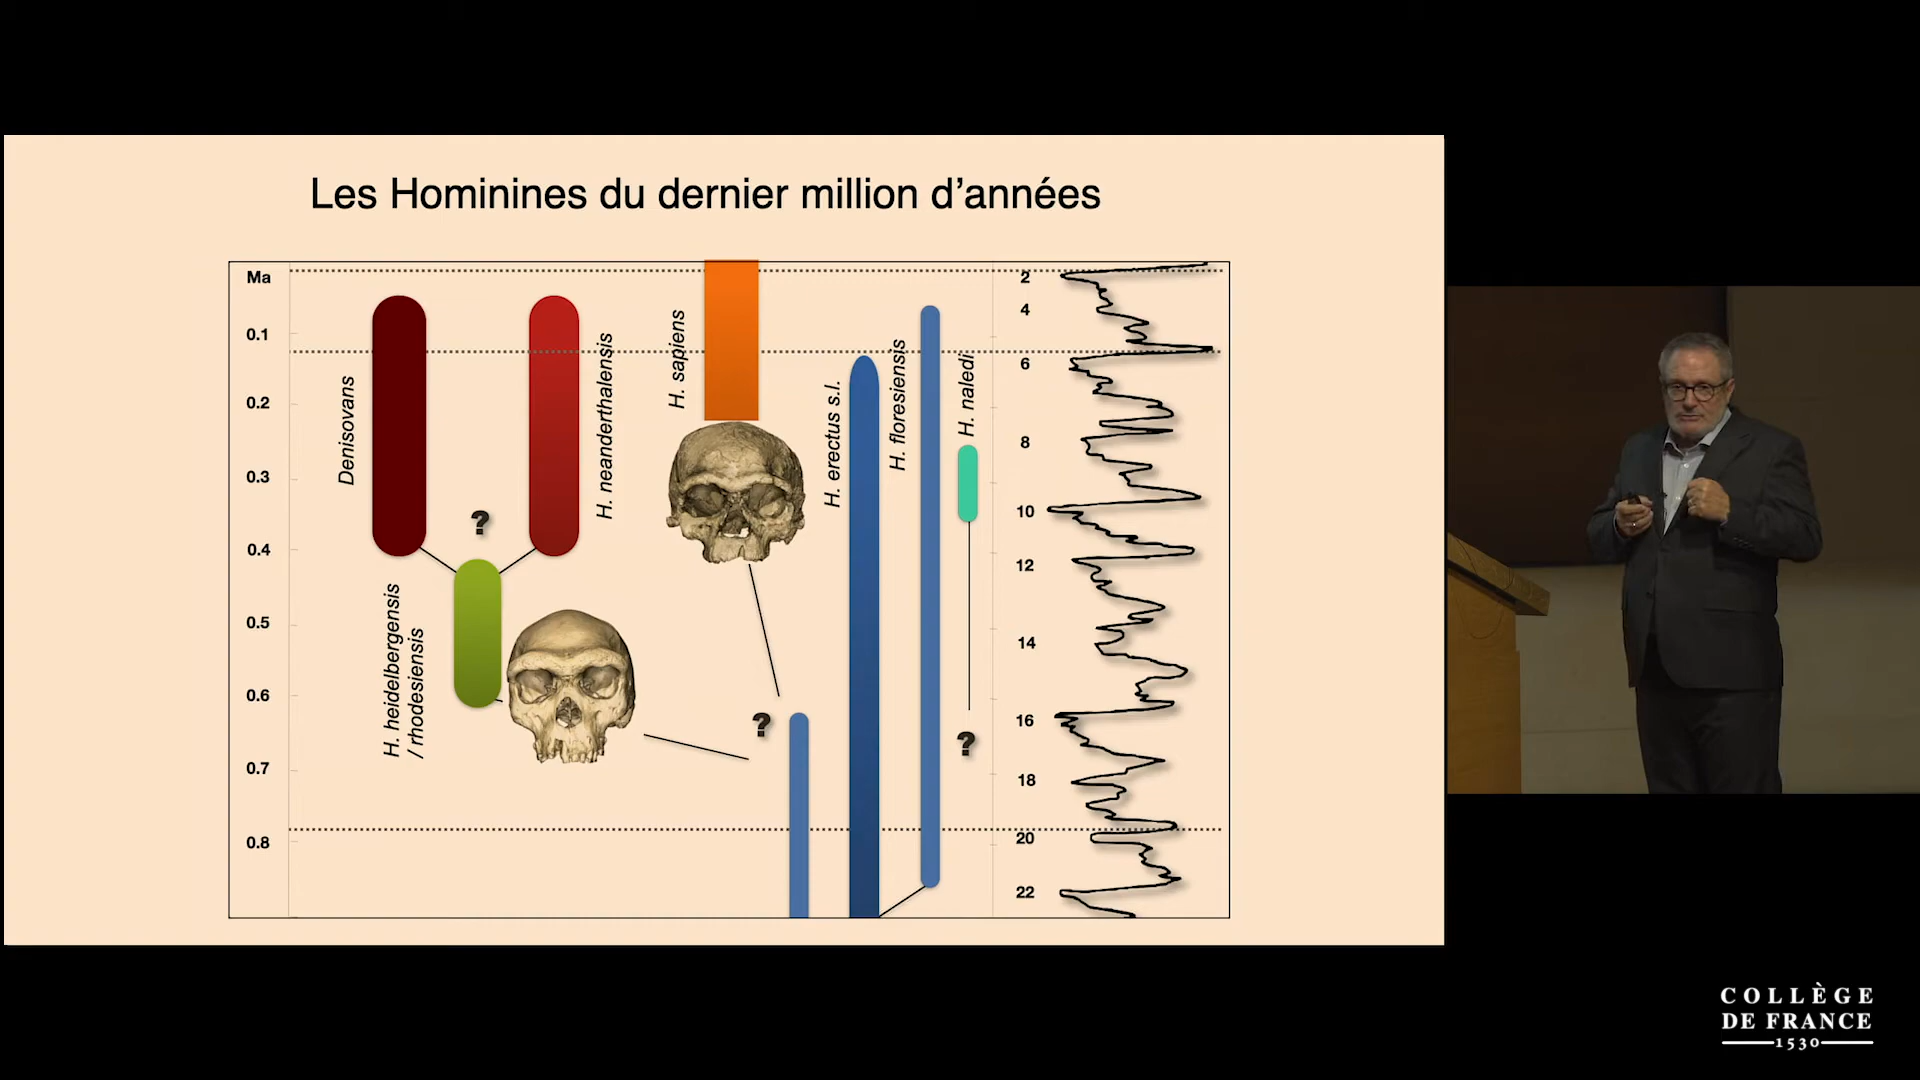 Les Hominines du dernier million d’années
Ma
0.1
0.2
0.3
0.4
0.5
0.6
0.7
0.8
Denisovans
H. neanderthalensis
?
H. heidelbergensis
/ rhodesiensis
H. sapiens
?
H. erectus s.l.
H. floresiensis
H. naledi
?
2
4
6
8
10
12
14
16
18
20
22
COLLÈGE
DE FRANCE
1530